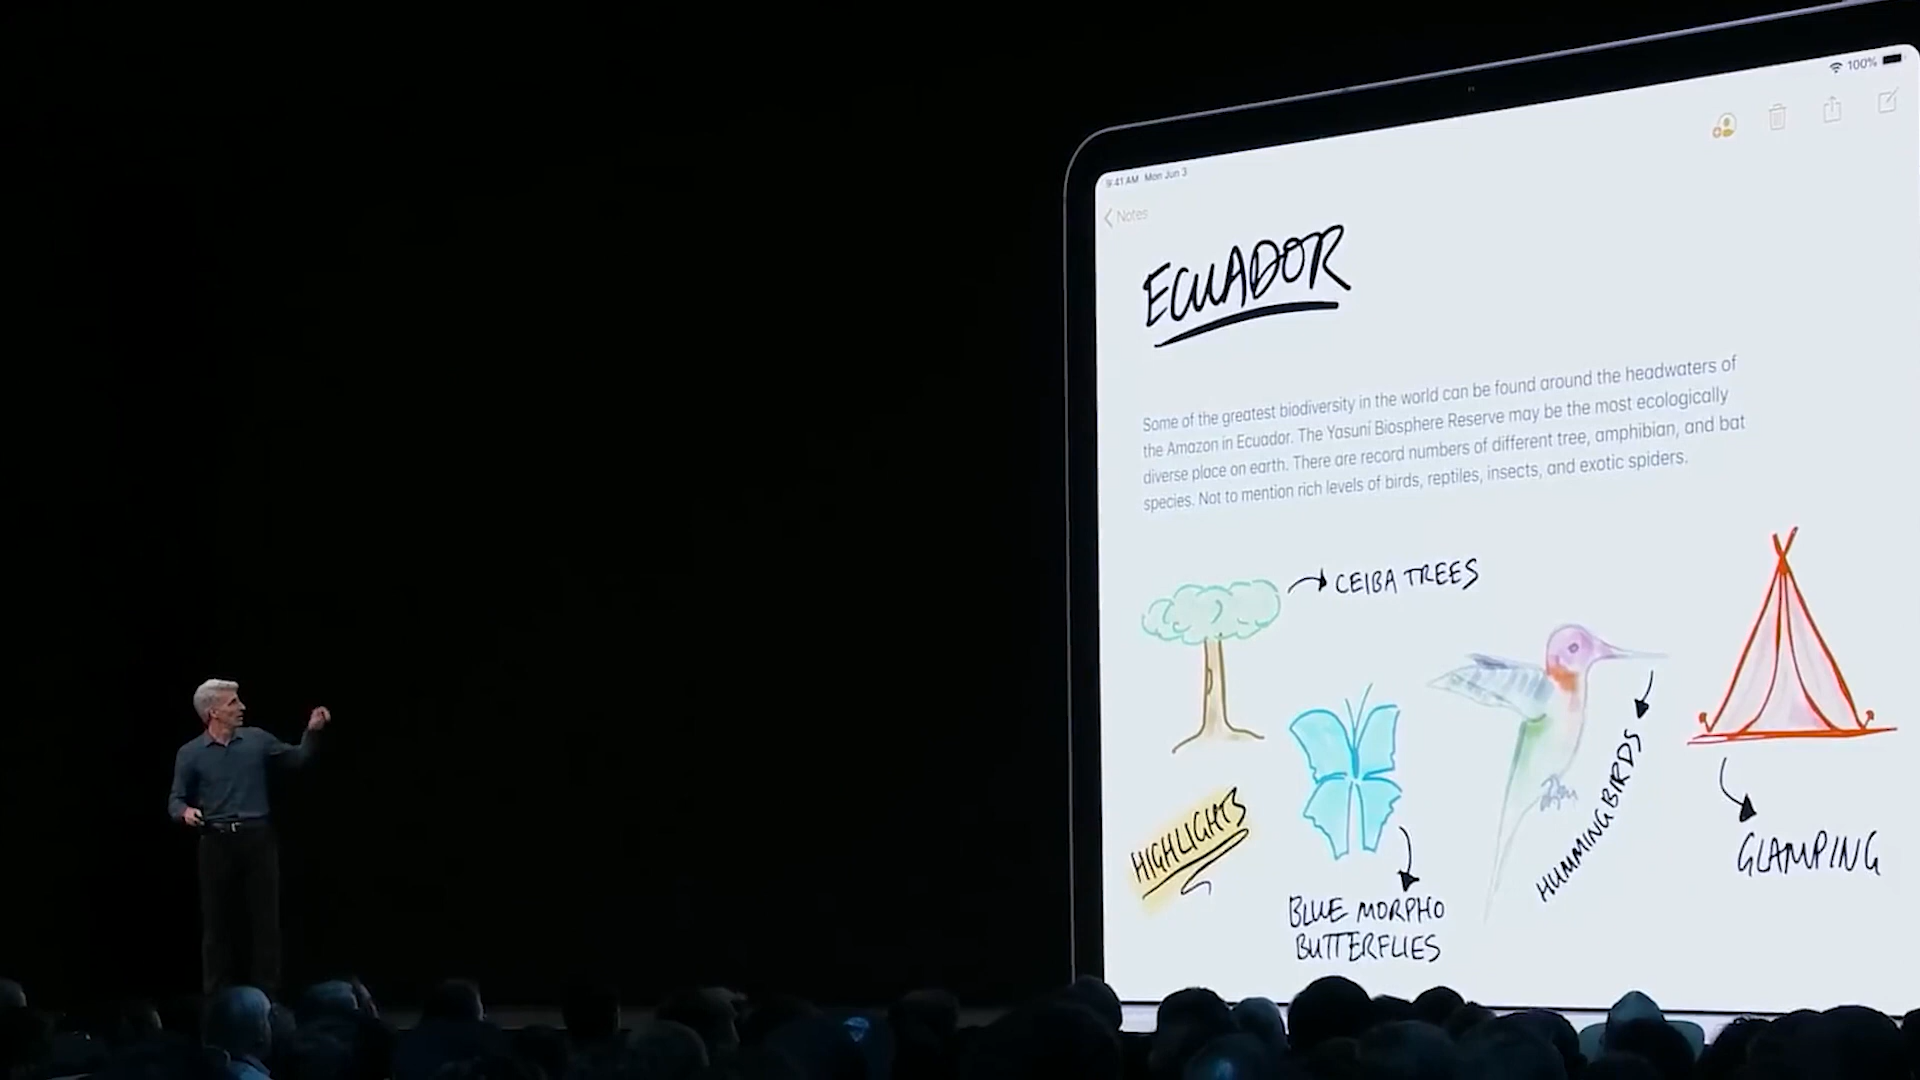 100%
9:41 AM Mon Jun 3
Notes
ECUADOR
Some of the greatest biodiversity in the world can be found around the headwaters of
the Amazon in Ecuador. The Yasuní Biosphere Reserve may be the most ecologically
diverse place on earth. There are record numbers of different tree, amphibian, and bat
species. Not to mention rich levels of birds, reptiles, insects, and exotic spiders.
CEIBA TREES
HIGHLIGHTS
BLUE MORPHO
BUTTERFLIES
HUMMINGBIRDS
GLAMPING